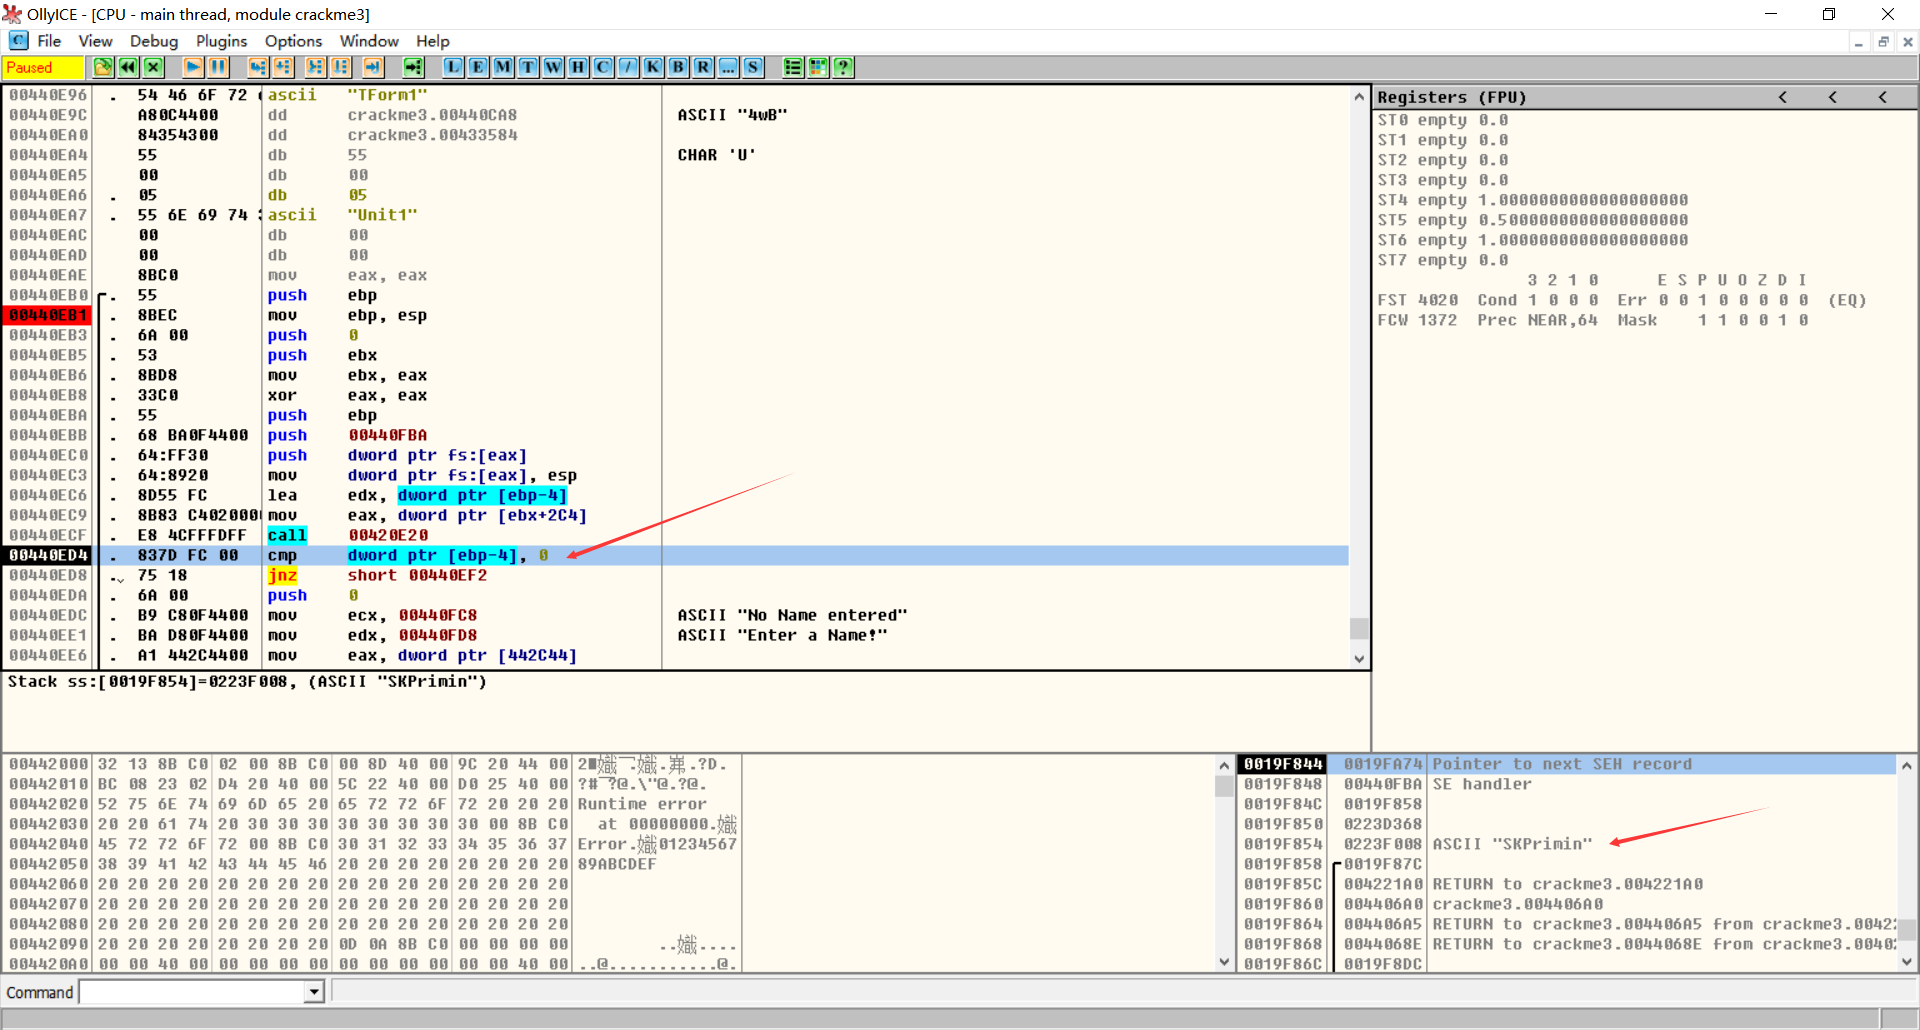 OllyICE - [CPU - main thread, module crackme3]
C File View Debug Plugins Options Window Help
Paused L E M T W H C / K B R ... S ?
00440E96 . 54 46 6F 72 ascii "TForm1"
00440E9C A80C4400 dd crackme3.00440CA8 ASCII "4wB"
00440EA0 84354300 dd crackme3.00433584
00440EA4 55 db 55 CHAR 'U'
00440EA5 00 db 00
00440EA6 . 05 db 05
00440EA7 . 55 6E 69 74 ascii "Unit1"
00440EAC 00 db 00
00440EAD 00 db 00
00440EAE 8BC0 mov eax, eax
00440EB0 . 55 push ebp
00440EB1 . 8BEC mov ebp, esp
00440EB3 . 6A 00 push 0
00440EB5 . 53 push ebx
00440EB6 . 8BD8 mov ebx, eax
00440EB8 . 33C0 xor eax, eax
00440EBA . 55 push ebp
00440EBB . 68 BA0F4400 push 00440FBA
00440EC0 . 64:FF30 push dword ptr fs:[eax]
00440EC3 . 64:8920 mov dword ptr fs:[eax], esp
00440EC6 . 8D55 FC lea edx, dword ptr [ebp-4]
00440EC9 . 8B83 C402000 mov eax, dword ptr [ebx+2C4]
00440ECF . E8 4CFFFDFF call 00420E20
00440ED4 . 837D FC 00 cmp dword ptr [ebp-4], 0
00440ED8 . 75 18 jnz short 00440EF2
00440EDA . 6A 00 push 0
00440EDC . B9 C80F4400 mov ecx, 00440FC8 ASCII "No Name entered"
00440EE1 . BA D80F4400 mov edx, 00440FD8 ASCII "Enter a Name!"
00440EE6 . A1 442C4400 mov eax, dword ptr [442C44]
Registers (FPU) < < <
ST0 empty 0.0
ST1 empty 0.0
ST2 empty 0.0
ST3 empty 0.0
ST4 empty 1.0000000000000000000
ST5 empty 0.5000000000000000000
ST6 empty 1.0000000000000000000
ST7 empty 0.0
3 2 1 0 E S P U O Z D I
FST 4020 Cond 1 0 0 0 Err 0 0 1 0 0 0 0 0 (EQ)
FCW 1372 Prec NEAR,64 Mask 1 1 0 0 1 0
Stack ss:[0019F854]=0223F008, (ASCII "SKPrimin")
00442000 32 13 8B C0 02 00 8B C0 00 8D 40 00 9C 20 44 00
00442010 BC 08 23 02 D4 20 40 00 5C 22 40 00 D0 25 40 00 ?#?@.\"@.?@.
00442020 52 75 6E 74 69 6D 65 20 65 72 72 6F 72 20 20 20 Runtime error
00442030 20 20 61 74 20 30 30 30 30 30 30 30 30 00 8B C0 at 00000000.
00442040 45 72 72 6F 72 00 8B C0 30 31 32 33 34 35 36 37 Error.01234567
00442050 38 39 41 42 43 44 45 46 20 20 20 20 20 20 20 20 89ABCDEF
00442060 20 20 20 20 20 20 20 20 20 20 20 20 20 20 20 20
00442070 20 20 20 20 20 20 20 20 20 20 20 20 20 20 20 20
00442080 20 20 20 20 20 20 20 20 20 20 20 20 20 20 20 20
00442090 20 20 20 20 20 20 20 20 0D 0A 8B C0 00 00 00 00
004420A0 00 00 40 00 00 00 00 00 00 00 00 00 00 00 40 00 ..@...........@.
0019F844 0019FA74 Pointer to next SEH record
0019F848 00440FBA SE handler
0019F84C 0019F858
0019F850 0223D368
0019F854 0223F008 ASCII "SKPrimin"
0019F858 0019F87C
0019F85C 004221A0 RETURN to crackme3.004221A0
0019F860 004406A0 crackme3.004406A0
0019F864 004406A5 RETURN to crackme3.004406A5 from crackme3.0042
0019F868 0044068E RETURN to crackme3.0044068E from crackme3.0040
0019F86C 0019F8DC
Command